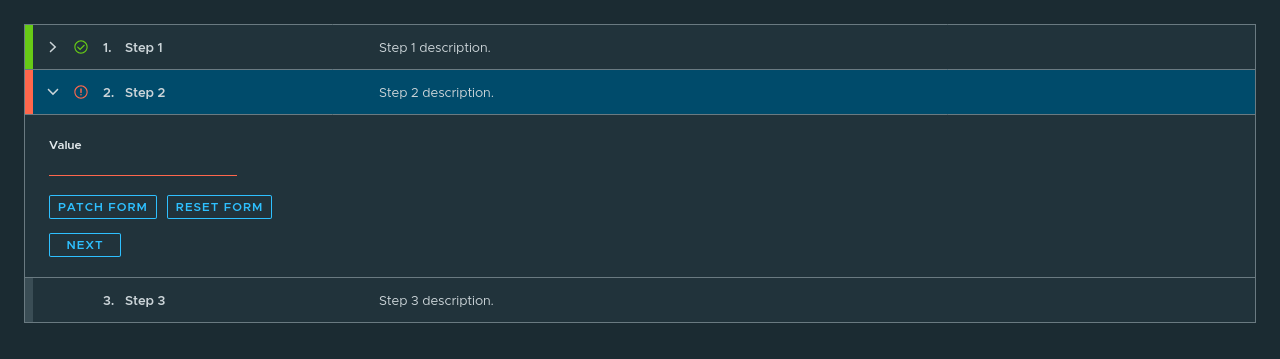 1. Step 1 Step 1 description.
2. Step 2 Step 2 description.
Value
PATCH FORM RESET FORM
NEXT
3. Step 3 Step 3 description.